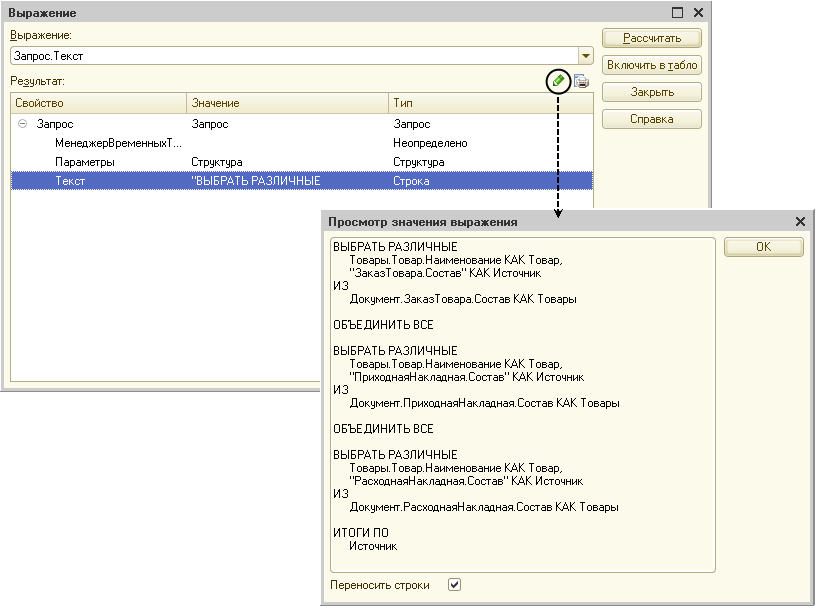 Выражение
Выражение:
Запрос.Текст
Рассчитать
Включить в табло
Результат:
Закрыть
Свойство Значение Тип
Справка
Запрос Запрос Запрос
МенеджерВременныхТ... Неопределено
Параметры Структура Структура
Текст "ВЫБРАТЬ РАЗЛИЧНЫЕ Строка
Просмотр значения выражения
OK
ВЫБРАТЬ РАЗЛИЧНЫЕ
Товары.Товар.Наименование КАК Товар,
"ЗаказТовара.Состав" КАК Источник
ИЗ
Документ.ЗаказТовара.Состав КАК Товары
ОБЪЕДИНИТЬ ВСЕ
ВЫБРАТЬ РАЗЛИЧНЫЕ
Товары.Товар.Наименование КАК Товар,
"ПриходнаяНакладная.Состав" КАК Источник
ИЗ
Документ.ПриходнаяНакладная.Состав КАК Товары
ОБЪЕДИНИТЬ ВСЕ
ВЫБРАТЬ РАЗЛИЧНЫЕ
Товары.Товар.Наименование КАК Товар,
"РасходнаяНакладная.Состав" КАК Источник
ИЗ
Документ.РасходнаяНакладная.Состав КАК Товары
ИТОГИ ПО
Источник
Переносить строки